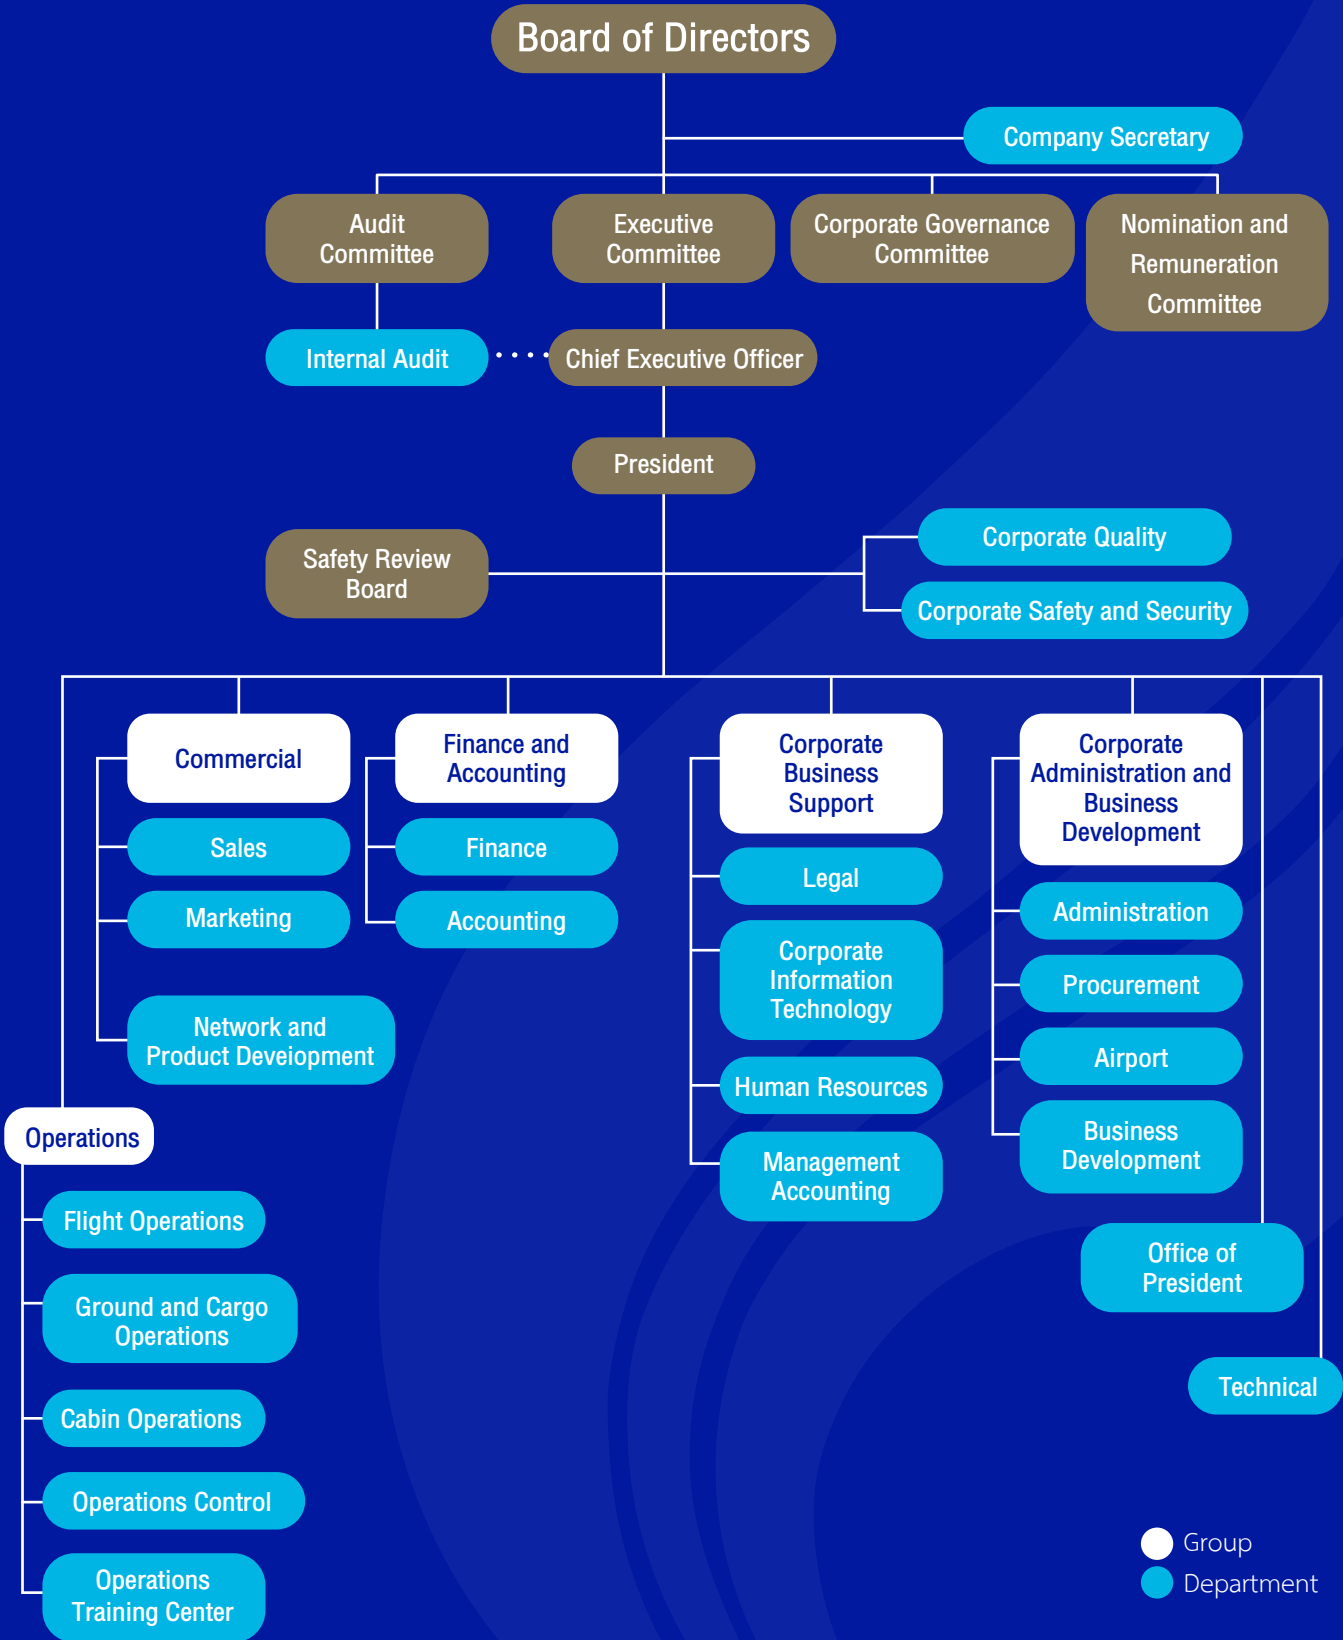 Board of Directors
Company Secretary
Audit
Committee
Executive
Committee
Corporate Governance
Committee
Nomination and
Remuneration
Committee
Internal Audit
Chief Executive Officer
President
Safety Review
Board
Corporate Quality
Corporate Safety and Security
Commercial
Sales
Marketing
Network and
Product Deveiopment
Finance and
Accounting
Finance
Accounting
Corporate
Business
Support
Legal
Corporate
Information
Technology
Human Resources
Management
Accounting
Corporate
Administration and
Business
Development
Administration
Procurement
Airport
Business
Development
Operations
Flight Operations
Ground and Cargo
Operations
Cabin Operations
Operations Control
Operations
Training Center
Office of
President
Technical
Group
Department